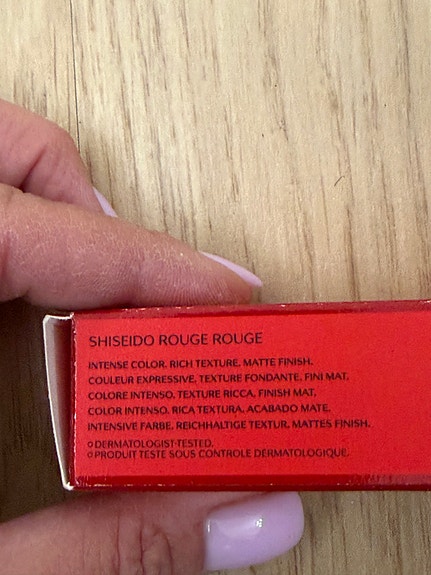 SHISEIDO ROUGE ROUGE
INTENSE COLOR. RICH TEXTURE. MATTE FINISH.
COULEUR EXPRESSIVE, TEXTURE FONDANTE, FINI MAT.
COLORE INTENSO. TEXTURE RICCA. FINISH MAT.
COLOR INTENSO. RICA TEXTURA. ACABADO MATE.
INTENSIVE FARBE. REICHHALTIGE TEXTUR. MATTES FINISH.
○DERMATOLOGIST-TESTED.
○PRODUIT TESTE SOUS CONTROLE DERMATOLOGIQUE.